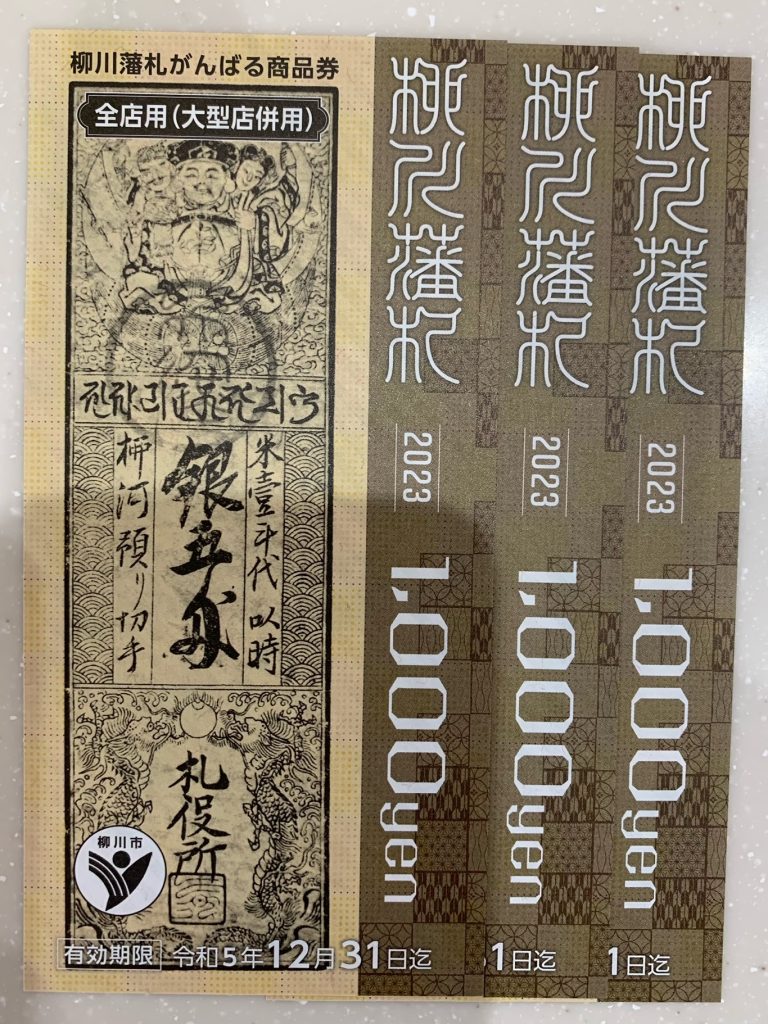 柳川藩札がんばる商品券
全店用(大型店併用)
銀五匁
米壹斗代以時
柳河預り切手
札役所
柳川市
有効期限 令和5年12月31日迄
柳川藩札
2023
1,000yen
柳川藩札
2023
1,000yen
1日迄
柳川藩札
2023
1,000yen
1日迄